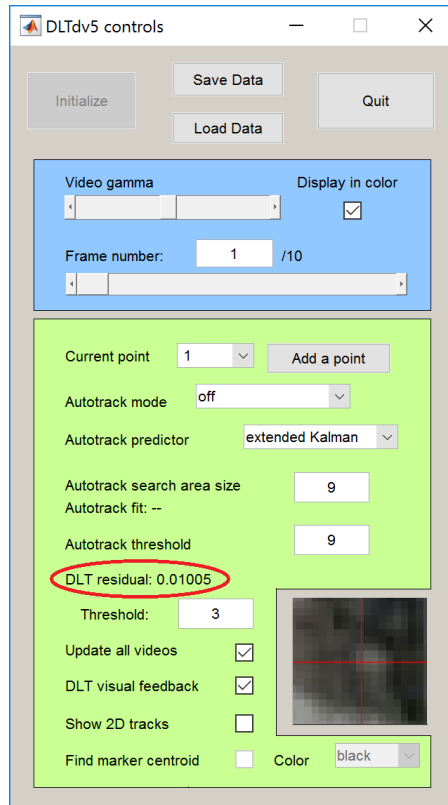 DLTdv5 controls
Initialize
Save Data
Load Data
Quit
Video gamma
Display in color
Frame number: 1 /10
Current point 1 Add a point
Autotrack mode off
Autotrack predictor extended Kalman
Autotrack search area size 9
Autotrack fit: --
Autotrack threshold 9
DLT residual: 0.01005
Threshold: 3
Update all videos
DLT visual feedback
Show 2D tracks
Find marker centroid Color black